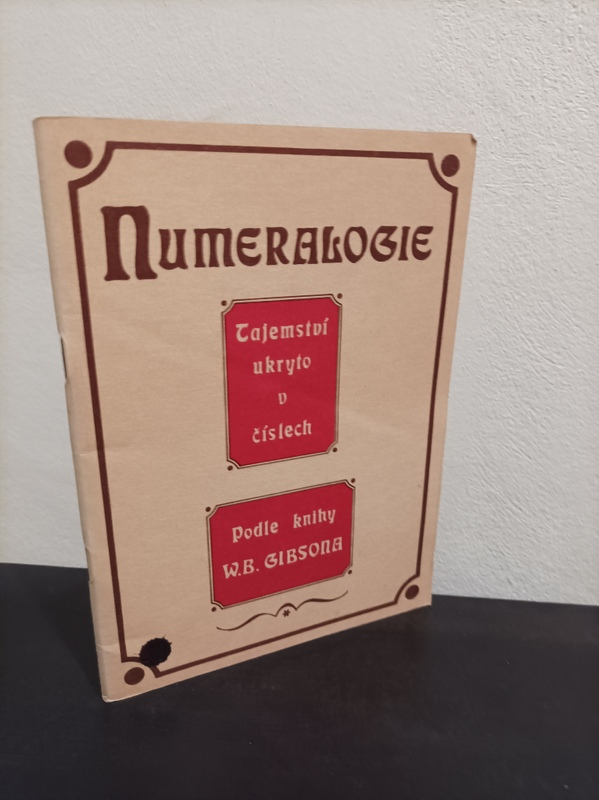 NUMERALOGIE
Tajemství
ukryto
v
číslech
Podle knihy
W.B. GIBSONA
*